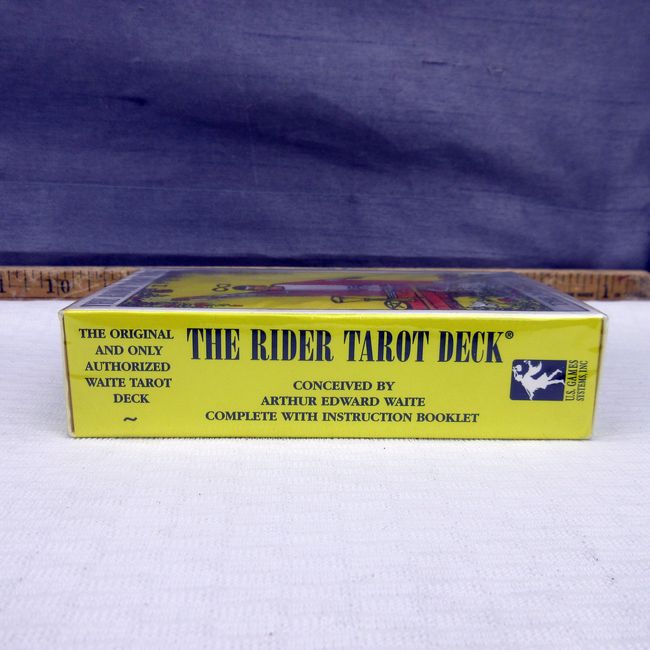 10
THE ORIGINAL
AND ONLY
AUTHORIZED
WAITE TAROT
DECK
~
THE RIDER TAROT DECK®
CONCEIVED BY
ARTHUR EDWARD WAITE
COMPLETE WITH INSTRUCTION BOOKLET
U.S. GAMES
SYSTEMS, INC